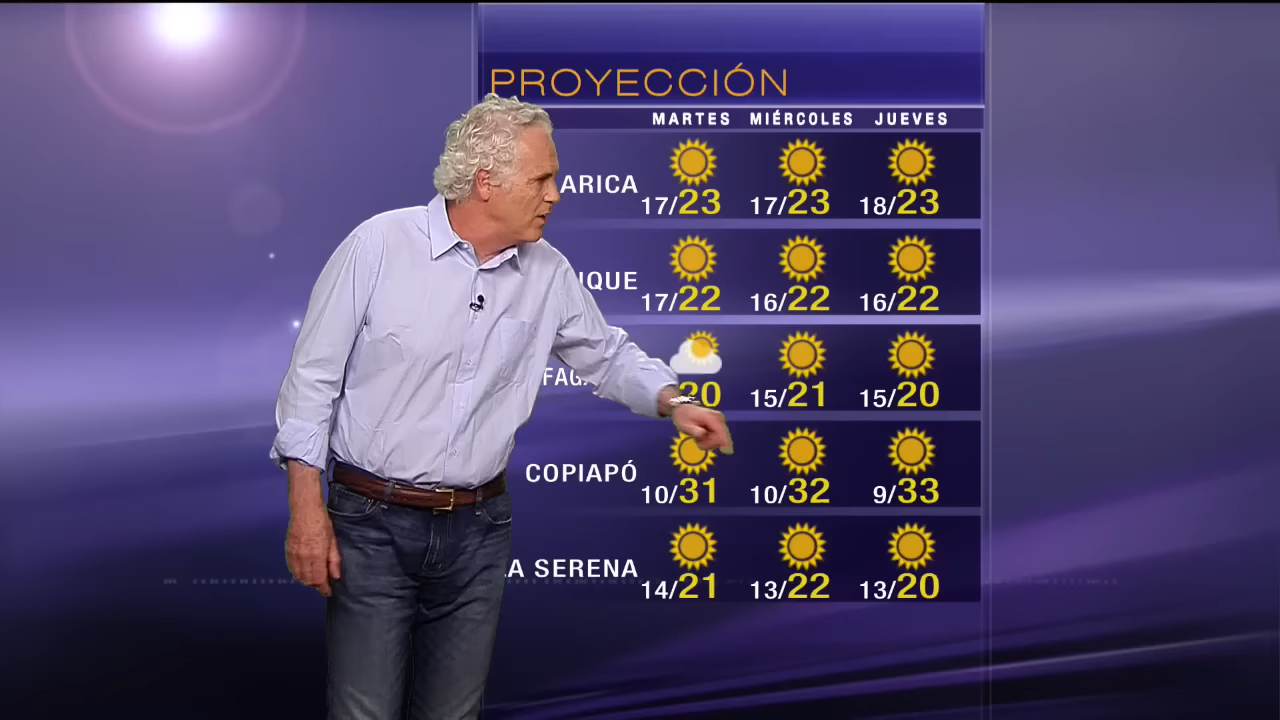 PROYECCIÓN
MARTES MIÉRCOLES JUEVES
ARICA 17/23 17/23 18/23
17/22 16/22 16/22
20 15/21 15/20
COPIAPÓ 10/31 10/32 9/33
LA SERENA 14/21 13/22 13/20